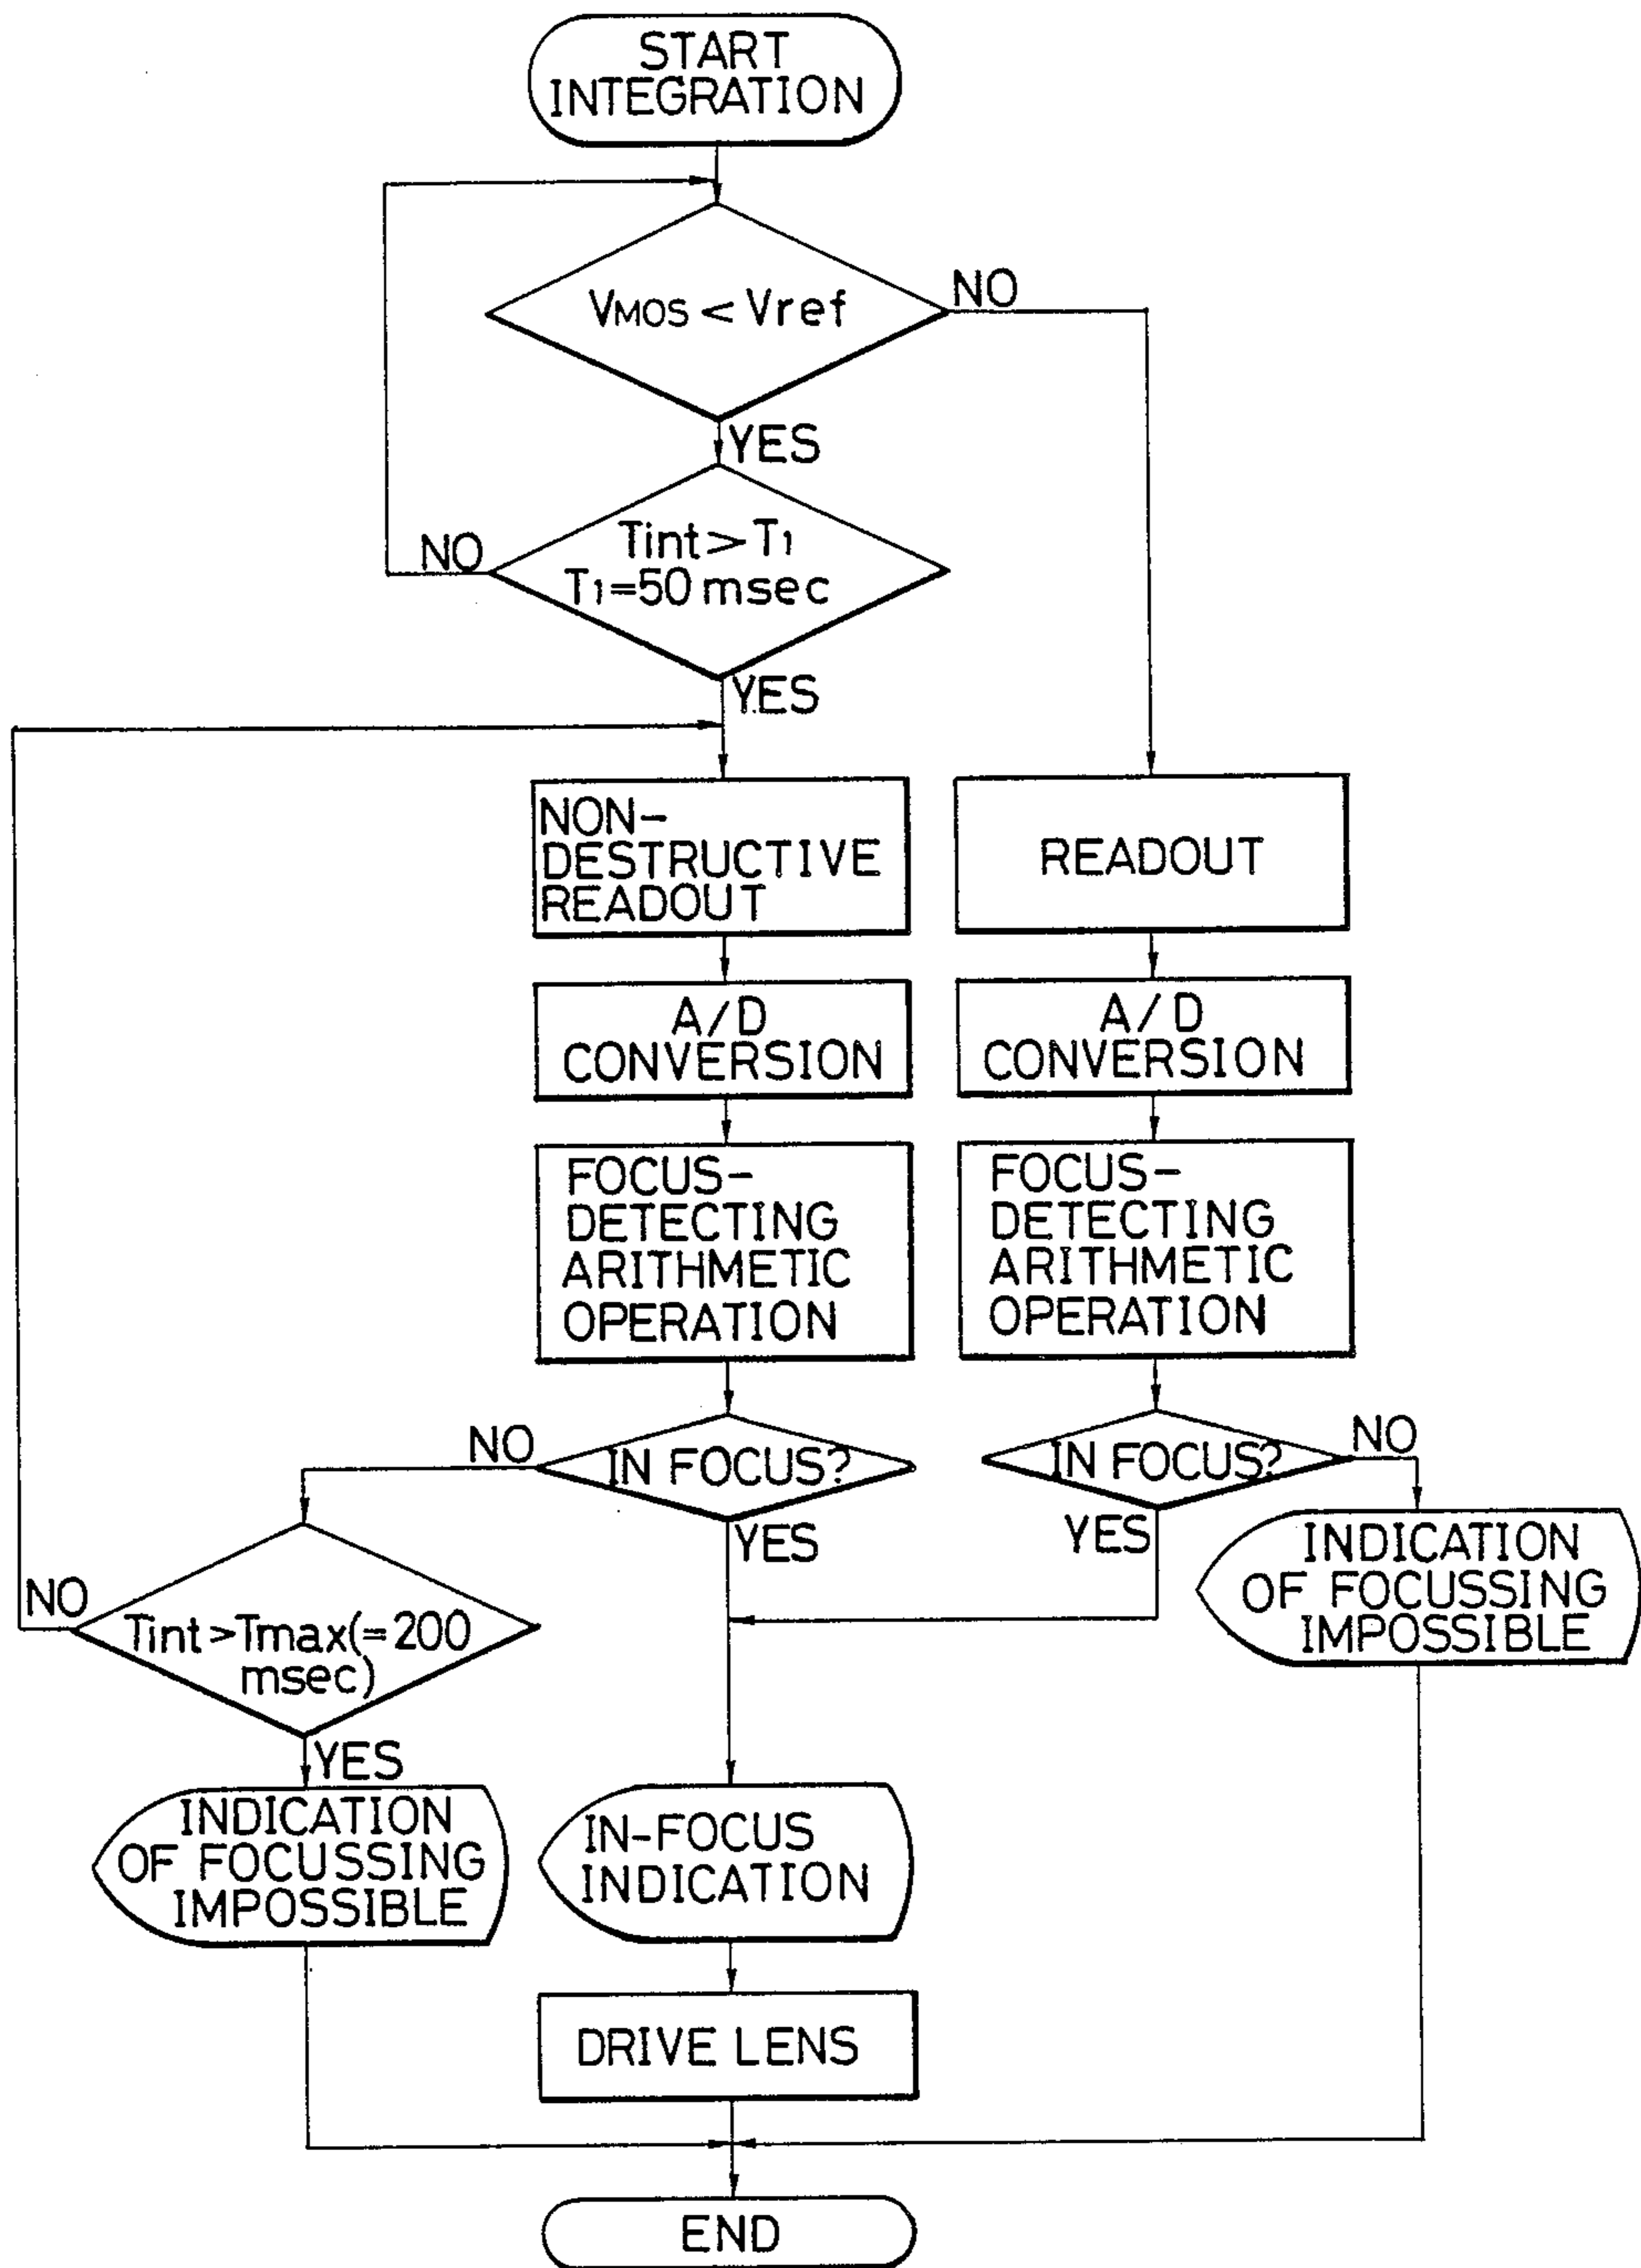 START
INTEGRATION
VMOS < Vref
NO
YES
Tint > T1
T1=50 msec
NO
YES
NON-
DESTRUCTIVE
READOUT
READOUT
A/D
CONVERSION
A/D
CONVERSION
FOCUS-
DETECTING
ARITHMETIC
OPERATION
FOCUS-
DETECTING
ARITHMETIC
OPERATION
NO
IN FOCUS?
YES
IN FOCUS?
NO
YES
INDICATION
OF FOCUSSING
IMPOSSIBLE
NO
Tint > Tmax(=200
msec)
YES
INDICATION
OF FOCUSSING
IMPOSSIBLE
IN-FOCUS
INDICATION
DRIVE LENS
END